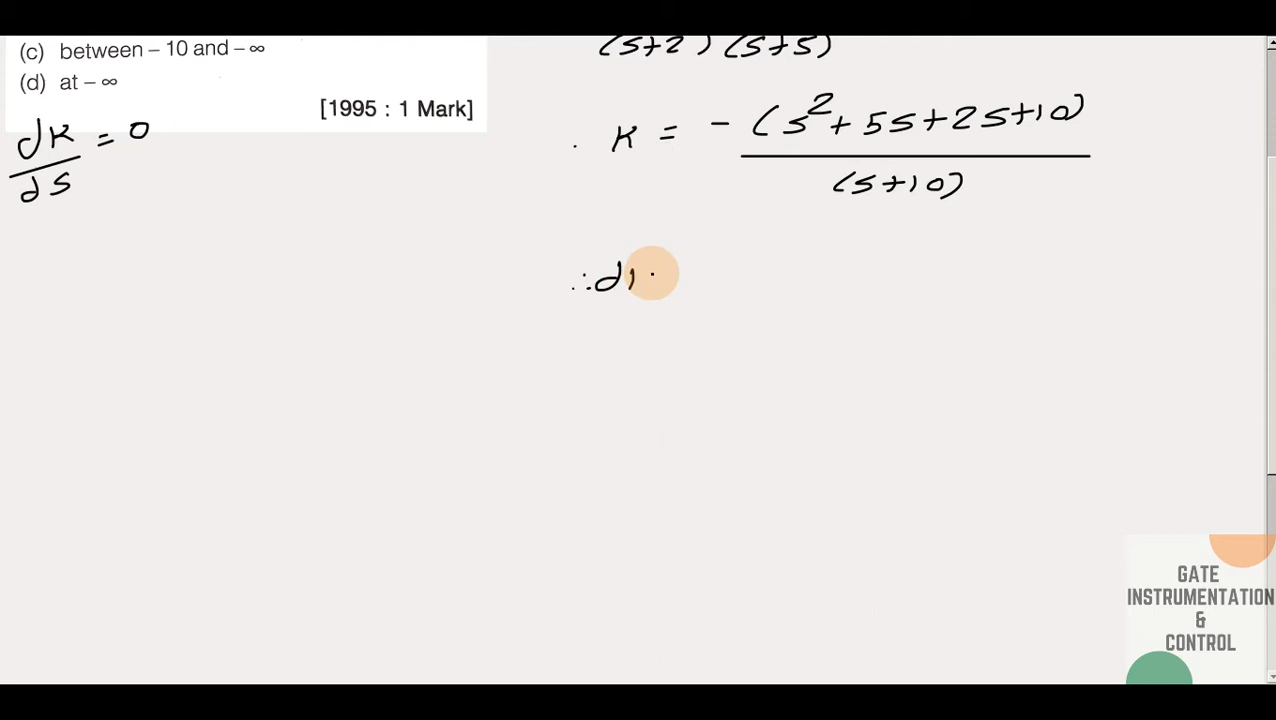 (c) between – 10 and – ∞
(d) at – ∞
[1995 : 1 Mark]
dK/ds = 0
(s+2) (s+5)
K = - (s²+5s+2s+10)
(s+10)
∴ d
GATE
INSTRUMENTATION
&
CONTROL